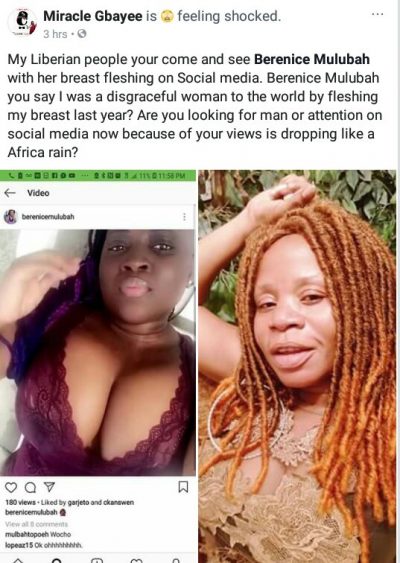 Miracle Gbayee is 😱 feeling shocked.
3 hrs •
My Liberian people your come and see Berenice Mulubah
with her breast fleshing on Social media. Berenice Mulubah
you say I was a disgraceful woman to the world by fleshing
my breast last year? Are you looking for man or attention on
social media now because of your views is dropping like a
Africa rain?
11% 11:58 PM
Video
berenicemulubah
180 views • Liked by garjeto and ckanswen
berenicemulubah
View all 8 comments
mulbahtopoeh Wocho
lopeaz15 Ok ohhhhhhhhh.